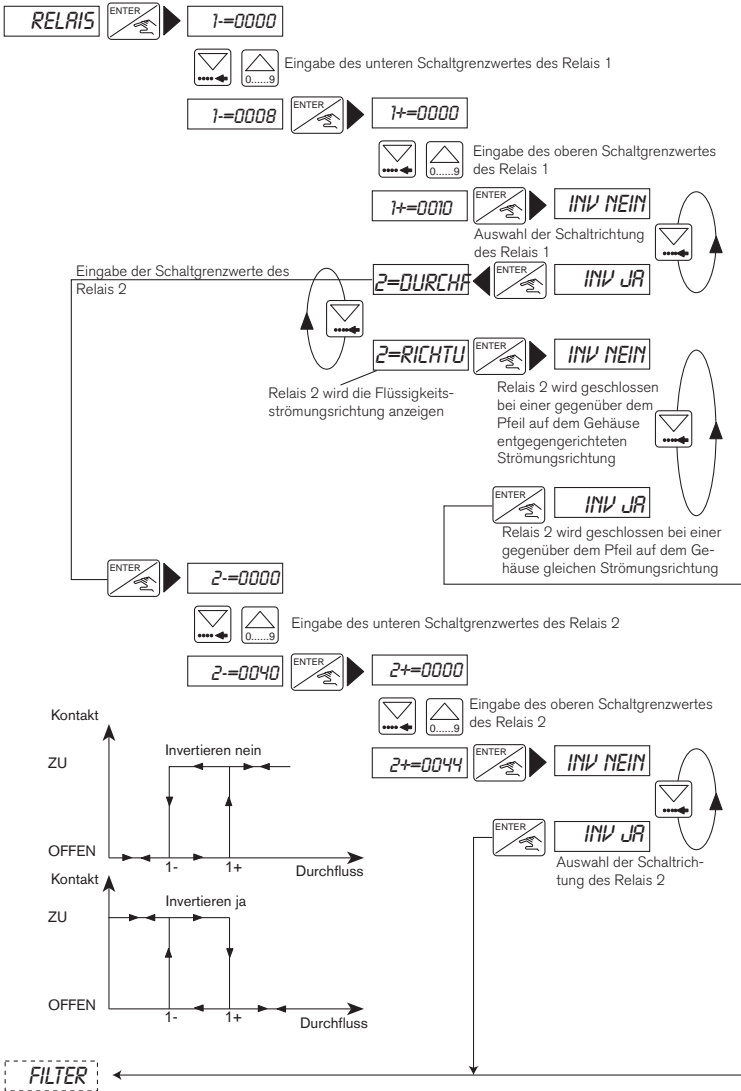 RELAIS ENTER 1-=0000
0......9 Eingabe des unteren Schaltgrenzwertes des Relais 1
1-=0008 ENTER 1+=0000
0......9 Eingabe des oberen Schaltgrenzwertes
des Relais 1
1+=0010 ENTER INV NEIN
Auswahl der Schaltrichtung
des Relais 1
Eingabe der Schaltgrenzwerte des
Relais 2
2=DURCHF ENTER INV JA
2=RICHTU ENTER INV NEIN
Relais 2 wird die Flüssigkeits-
strömungsrichtung anzeigen
Relais 2 wird geschlossen
bei einer gegenüber dem
Pfeil auf dem Gehäuse
entgegengerichteten
Strömungsrichtung
ENTER INV JA
Relais 2 wird geschlossen bei einer
gegenüber dem Pfeil auf dem Ge-
häuse gleichen Strömungsrichtung
ENTER 2-=0000
0......9 Eingabe des unteren Schaltgrenzwertes des Relais 2
2-=0040 ENTER 2+=0000
0......9 Eingabe des oberen Schaltgrenzwertes
des Relais 2
2+=0044 ENTER INV NEIN
ENTER INV JA
Auswahl der Schaltrich-
tung des Relais 2
Kontakt
Invertieren nein
ZU
OFFEN
1- 1+ Durchfluss
Kontakt
Invertieren ja
ZU
OFFEN
1- 1+ Durchfluss
FILTER